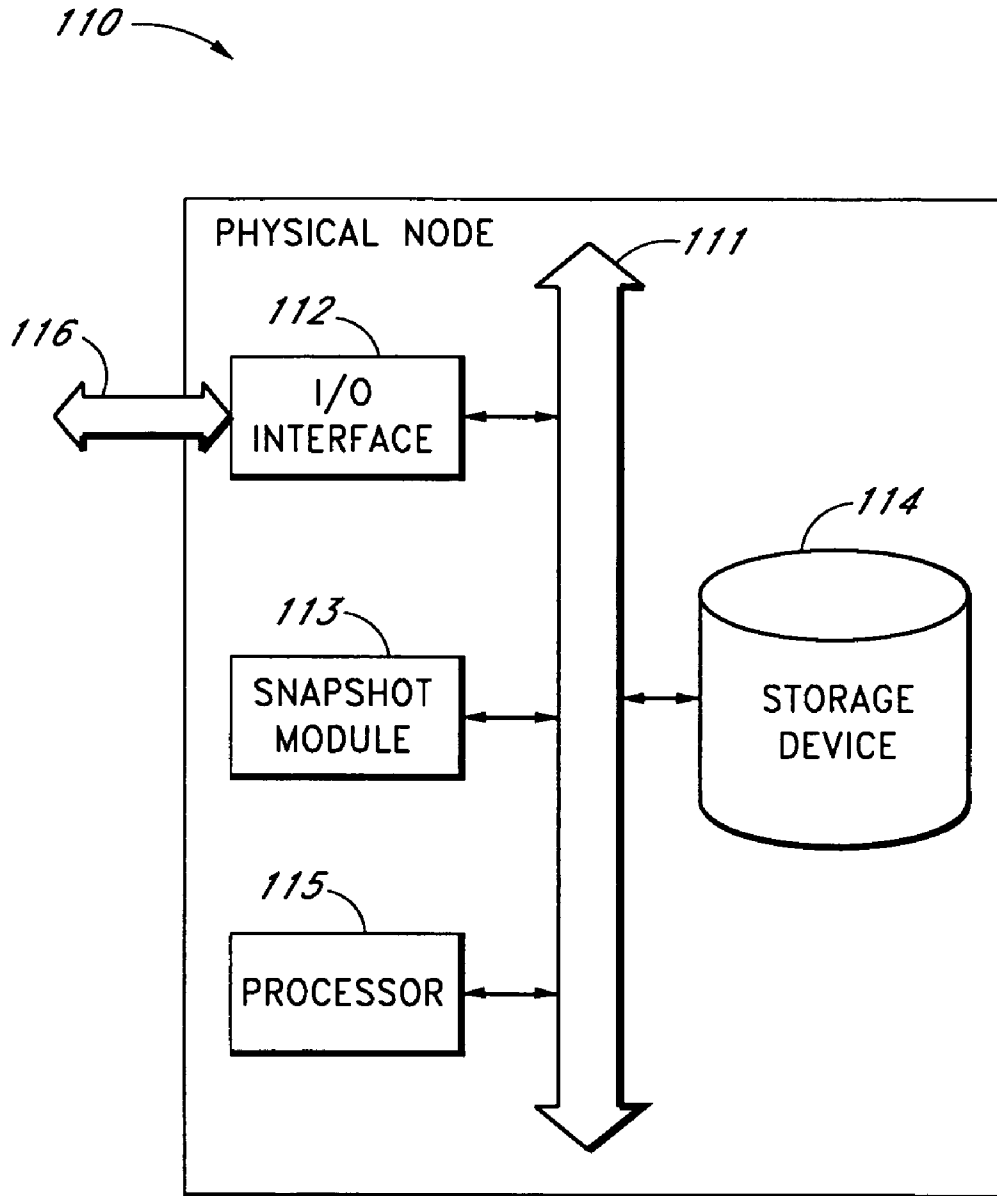 110
PHYSICAL NODE
111
112
116
I/O
INTERFACE
114
113
SNAPSHOT
MODULE
STORAGE
DEVICE
115
PROCESSOR